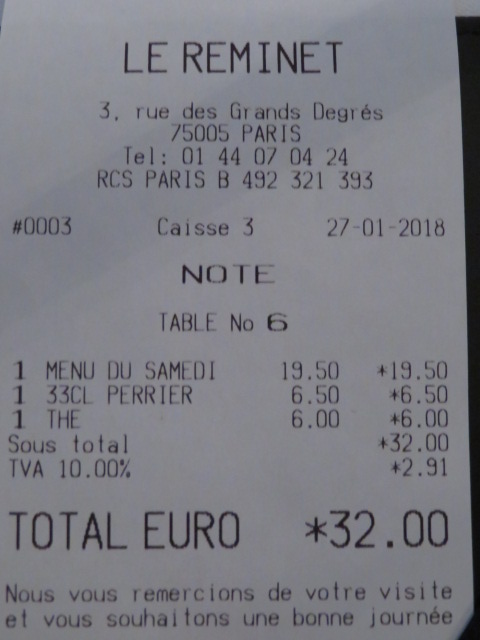 LE REMINET
3, rue des Grands Degrés
75005 PARIS
Tel: 01 44 07 04 24
RCS PARIS B 492 321 393
#0003 Caisse 3 27-01-2018
NOTE
TABLE No 6
1 MENU DU SAMEDI 19.50 *19.50
1 33CL PERRIER 6.50 *6.50
1 THE 6.00 *6.00
Sous total *32.00
TVA 10.00% *2.91
TOTAL EURO *32.00
Nous vous remercions de votre visite
et vous souhaitons une bonne journée